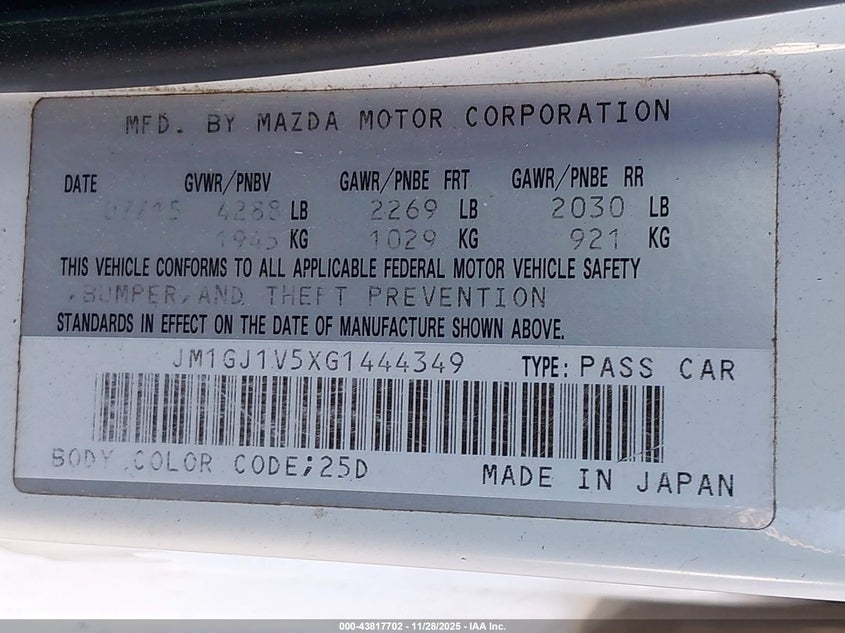 MFD. BY MAZDA MOTOR CORPORATION
DATE GVWR/PNBV GAWR/PNBE FRT GAWR/PNBE RR
07/15 4288 LB 2269 LB 2030 LB
1945 KG 1029 KG 921 KG
THIS VEHICLE CONFORMS TO ALL APPLICABLE FEDERAL MOTOR VEHICLE SAFETY
,BUMPER,AND THEFT PREVENTION
STANDARDS IN EFFECT ON THE DATE OF MANUFACTURE SHOWN ABOVE.
JM1GJ1V5XG1444349 TYPE: PASS CAR
BODY COLOR CODE;25D MADE IN JAPAN
000-43817702 - 11/28/2025 - IAA Inc.